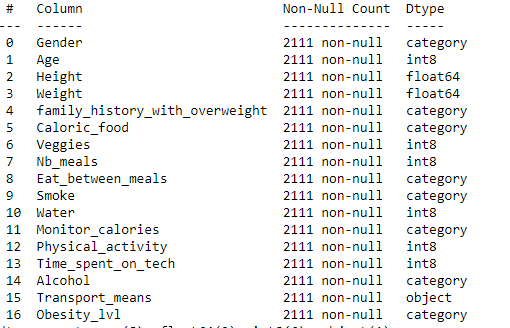 #   Column                          Non-Null Count  Dtype
---  ------                          --------------  -----
0   Gender                          2111 non-null   category
1   Age                             2111 non-null   int8
2   Height                          2111 non-null   float64
3   Weight                          2111 non-null   float64
4   family_history_with_overweight  2111 non-null   category
5   Caloric_food                    2111 non-null   category
6   Veggies                         2111 non-null   int8
7   Nb_meals                        2111 non-null   int8
8   Eat_between_meals               2111 non-null   category
9   Smoke                           2111 non-null   category
10  Water                           2111 non-null   int8
11  Monitor_calories                2111 non-null   category
12  Physical_activity               2111 non-null   int8
13  Time_spent_on_tech              2111 non-null   int8
14  Alcohol                         2111 non-null   category
15  Transport_means                 2111 non-null   object
16  Obesity_lvl                     2111 non-null   category